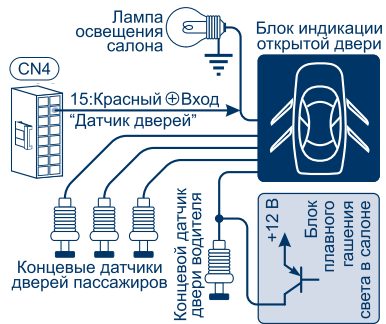 Лампа
освещения
салона
Блок индикации
открытой двери
CN4
15:Красный ⊕Вход
“Датчик дверей”
Концевые датчики
дверей пассажиров
Концевой датчик
двери водителя
+12 В
Блок
плавного
гашения
света в салоне